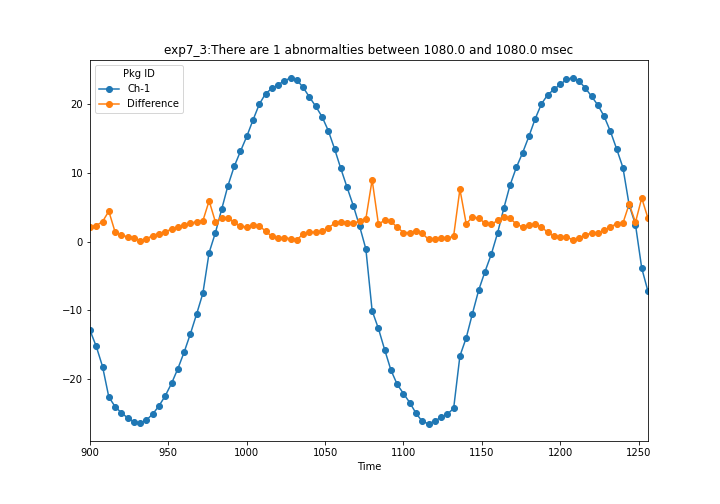 exp7_3:There are 1 abnormalties between 1080.0 and 1080.0 msec
Pkg ID
Ch-1
Difference
20
10
0
−10
−20
900
950
1000
1050
1100
1150
1200
1250
Time